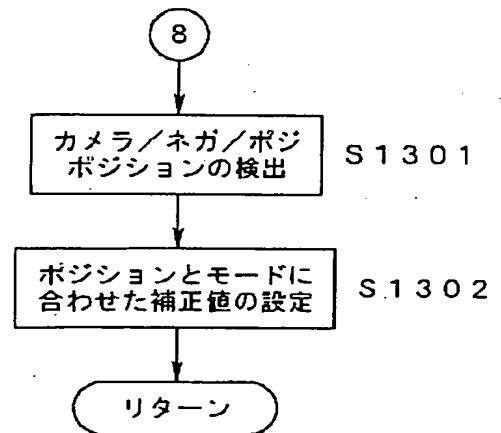 8
カメラ/ネガ/ポジ
ポジションの検出
S1301
ポジションとモードに
合わせた補正値の設定
S1302
リターン